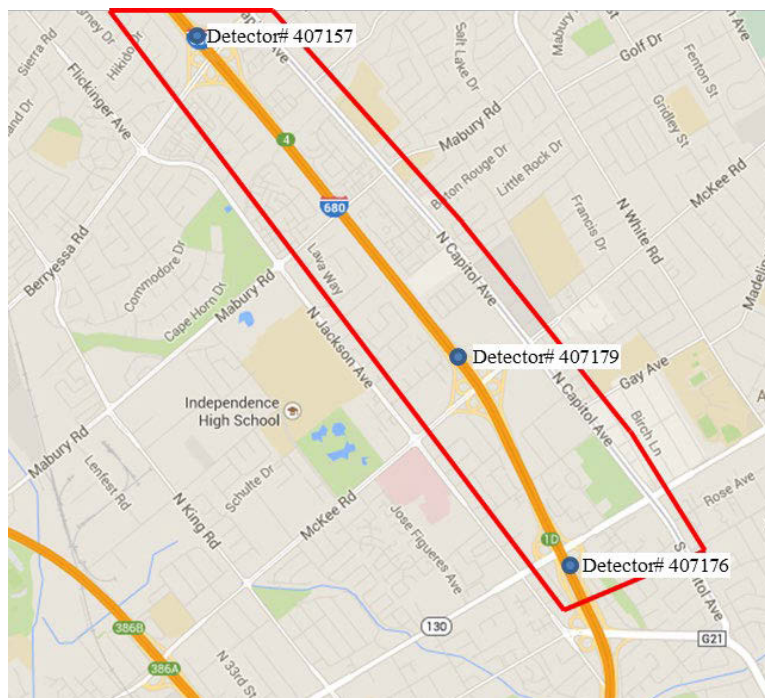 Detector# 407157
Sierra Rd
Hikido Dr
Flickinger Ave
Salt Lake Dr
Mabury Rd
Golf Dr
Fenton St
Gridley St
4
Mabury Rd
Baton Rouge Dr
Little Rock Dr
McKee Rd
680
N White Rd
Francis Dr
Berryessa Rd
Commodore Dr
Cape Horn Dr
Mabury Rd
Lava Way
N Capitol Ave
N Jackson Ave
Detector# 407179
Gay Ave
N Capitol Ave
Birch Ln
Independence
High School
Mabury Rd
Lenfest Rd
Schulte Dr
N King Rd
McKee Rd
Jose Figueres Ave
Rose Ave
1D
Detector# 407176
S Capitol Ave
386B
386A
130
G21
N 33rd St